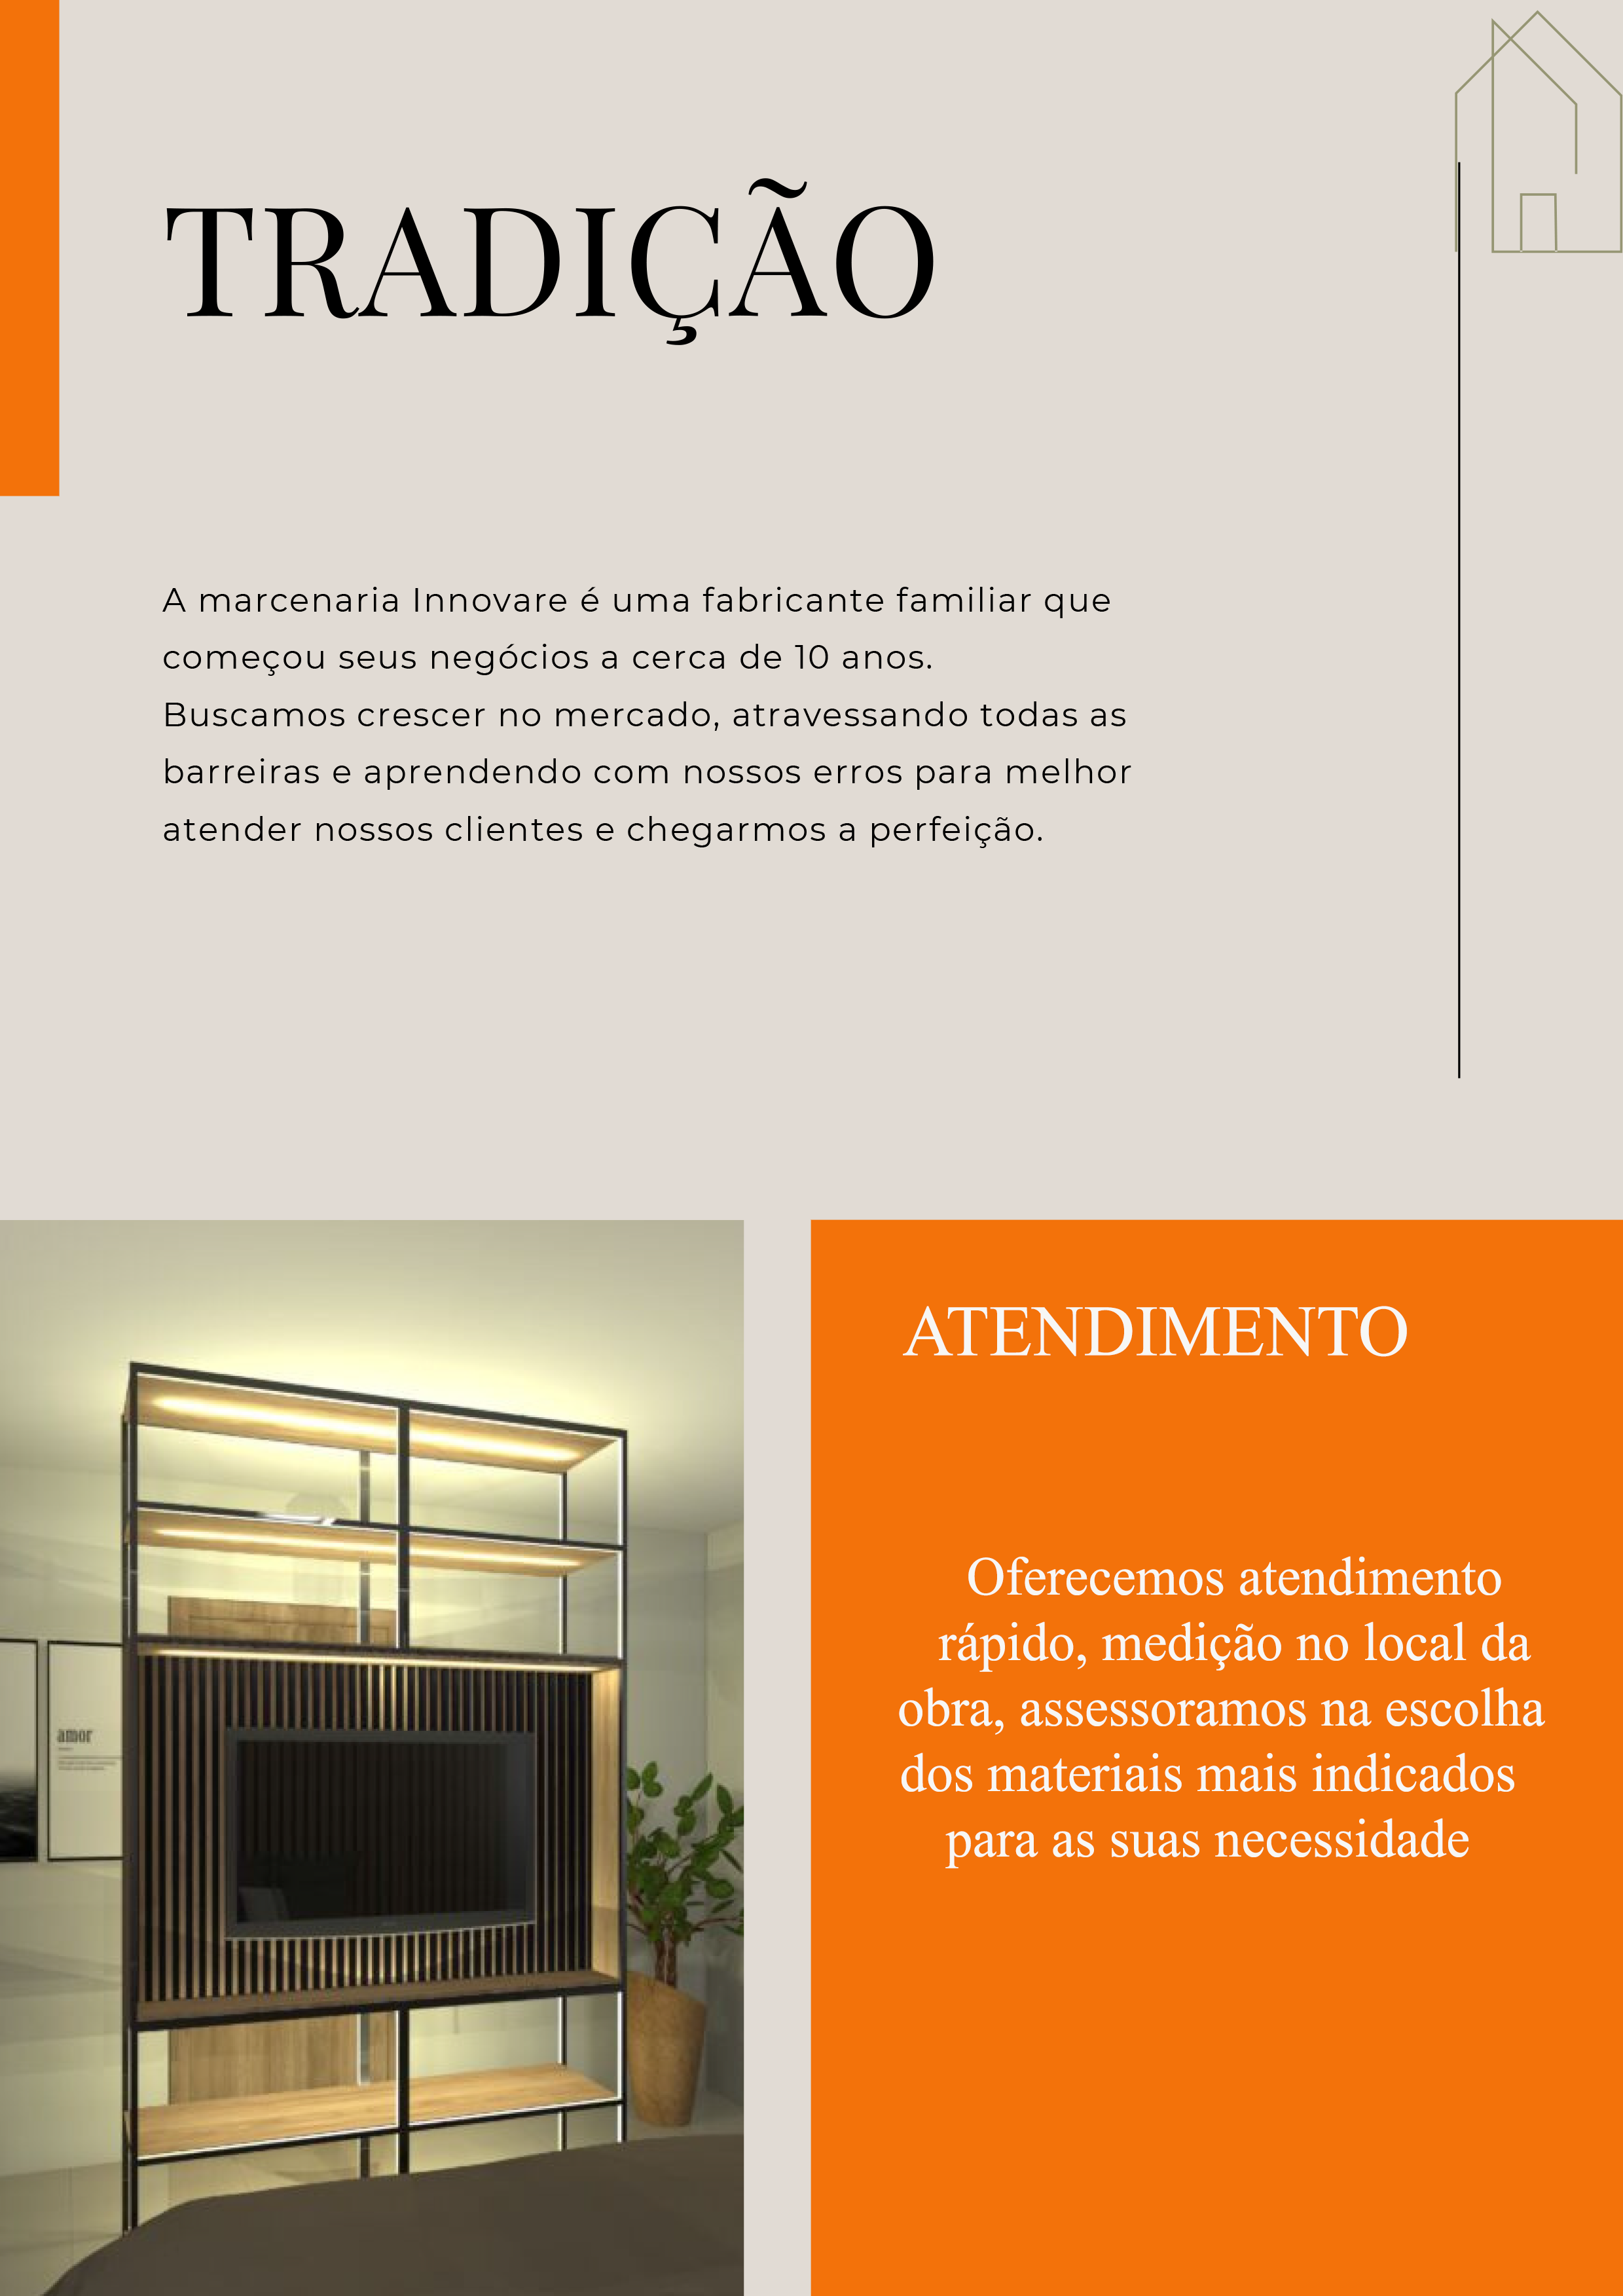 TRADIÇÃO
A marcenaria Innovare é uma fabricante familiar que
começou seus negócios a cerca de 10 anos.
Buscamos crescer no mercado, atravessando todas as
barreiras e aprendendo com nossos erros para melhor
atender nossos clientes e chegarmos a perfeição.
ATENDIMENTO
Oferecemos atendimento
rápido, medição no local da
obra, assessoramos na escolha
dos materiais mais indicados
para as suas necessidade
amor